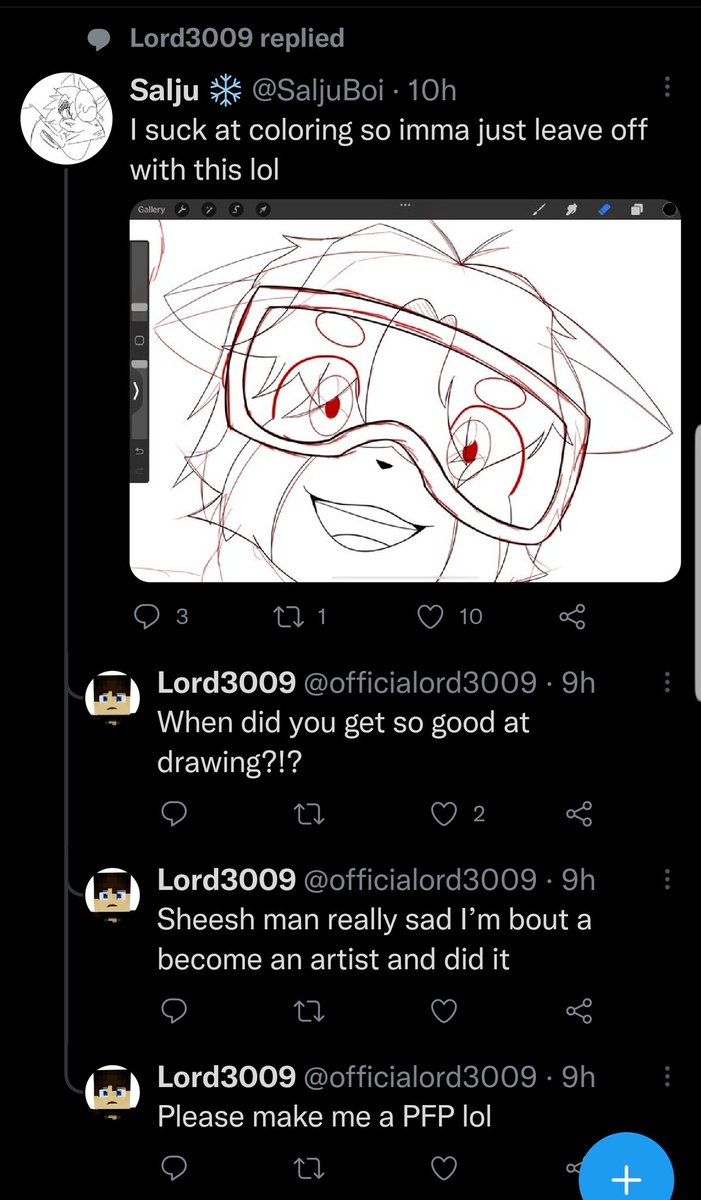 Lord3009 replied
Salju ❄️ @SaljuBoi · 10h
I suck at coloring so imma just leave off
with this lol
Gallery
3 1 10
Lord3009 @officialord3009 · 9h
When did you get so good at
drawing?!?
2
Lord3009 @officialord3009 · 9h
Sheesh man really sad I’m bout a
become an artist and did it
Lord3009 @officialord3009 · 9h
Please make me a PFP lol